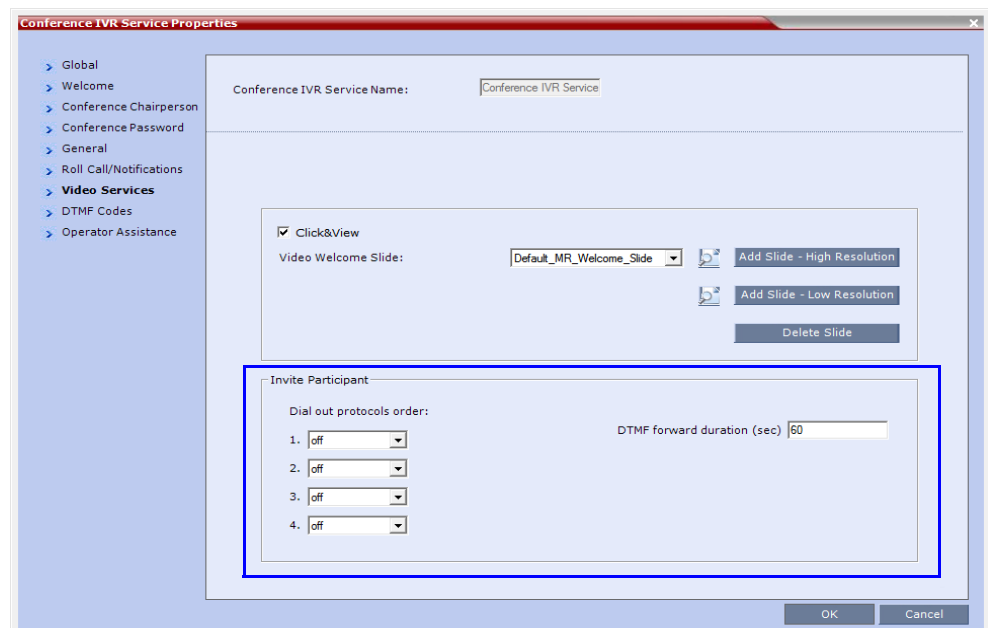 Conference IVR Service Properties
x
Global
Welcome
Conference Chairperson
Conference Password
General
Roll Call/Notifications
Video Services
DTMF Codes
Operator Assistance
Conference IVR Service Name: Conference IVR Service
Click&View
Video Welcome Slide: Default_MR_Welcome_Slide Add Slide - High Resolution
Add Slide - Low Resolution
Delete Slide
Invite Participant
Dial out protocols order:
DTMF forward duration (sec) 60
1. off
2. off
3. off
4. off
OK Cancel